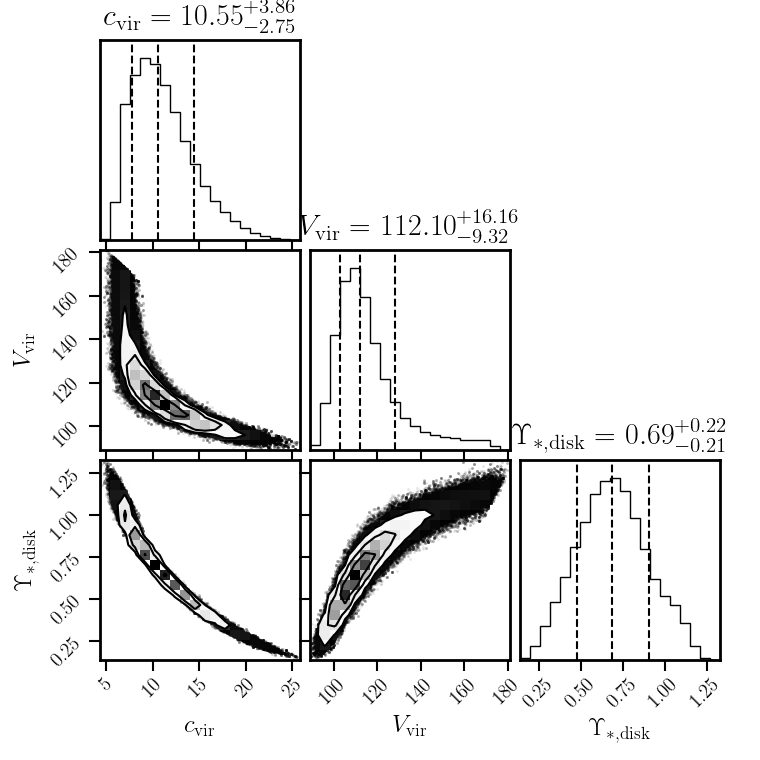 c_vir = 10.55^{+3.86}_{-2.75}
V_vir = 112.10^{+16.16}_{-9.32}
180
160
140
120
100
V_vir
Υ_{*,disk} = 0.69^{+0.22}_{-0.21}
1.25
1.00
0.75
0.50
0.25
Υ_{*,disk}
5 10 15 20 25
100 120 140 160 180
0.25 0.50 0.75 1.00 1.25
c_vir
V_vir
Υ_{*,disk}